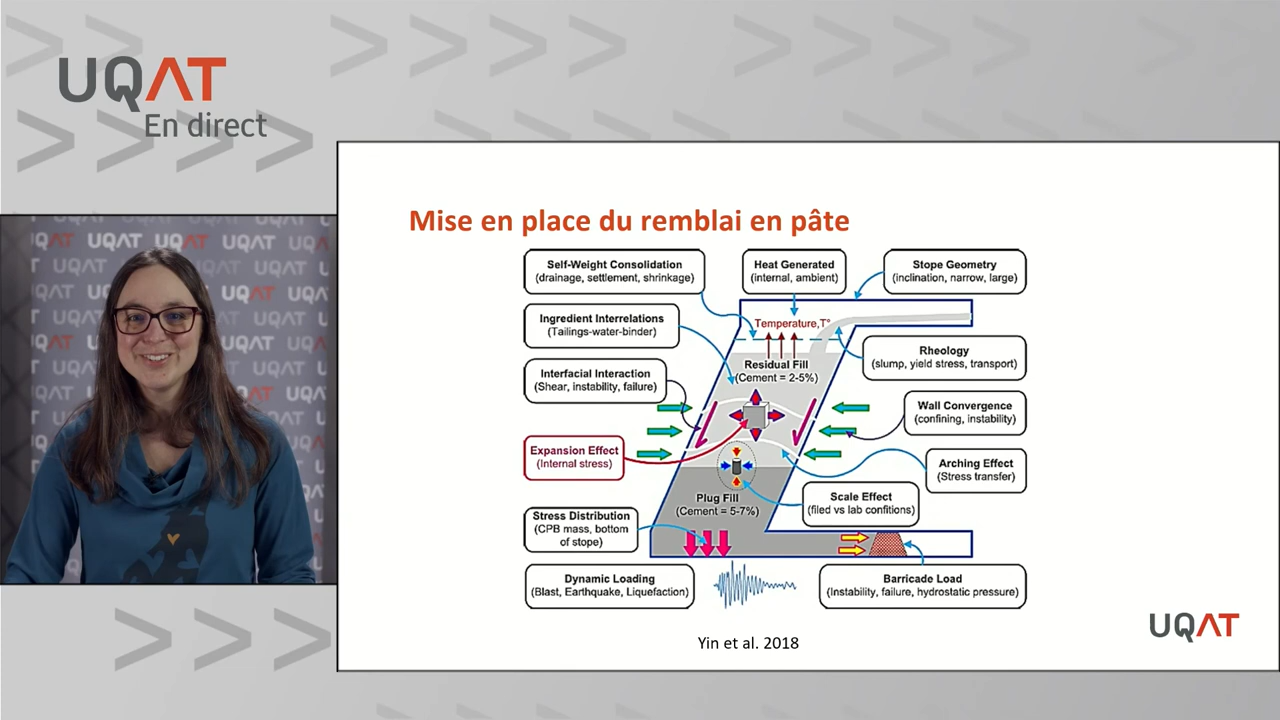 UQAT
En direct
Mise en place du remblai en pâte
Self-Weight Consolidation
(drainage, settlement, shrinkage)
Heat Generated
(internal, ambient)
Stope Geometry
(inclination, narrow, large)
Ingredient Interrelations
(Tailings-water-binder)
Temperature,T°
Rheology
(slump, yield stress, transport)
Interfacial Interaction
(Shear, instability, failure)
Residual Fill
(Cement = 2-5%)
Wall Convergence
(confining, instability)
Expansion Effect
(Internal stress)
Arching Effect
(Stress transfer)
Plug Fill
(Cement = 5-7%)
Scale Effect
(filed vs lab confitions)
Stress Distribution
(CPB mass, bottom
of stope)
Dynamic Loading
(Blast, Earthquake, Liquefaction)
Barricade Load
(Instability, failure, hydrostatic pressure)
Yin et al. 2018
UQAT